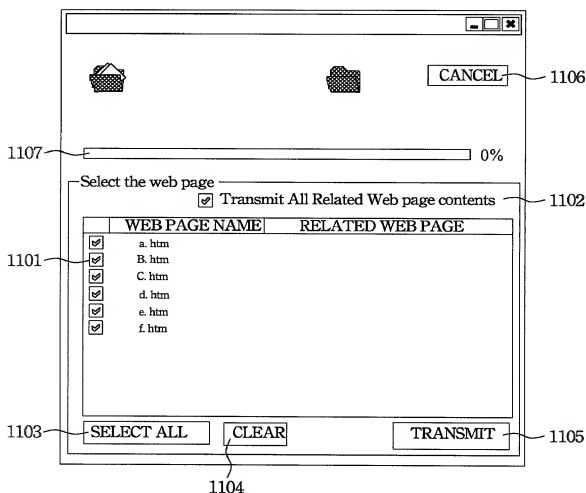 CANCEL
1106
1107
0%
Select the web page
Transmit All Related Web page contents
1102
WEB PAGE NAME RELATED WEB PAGE
1101
a. htm
B. htm
C. htm
d. htm
e. htm
f. htm
1103
SELECT ALL CLEAR TRANSMIT
1105
1104